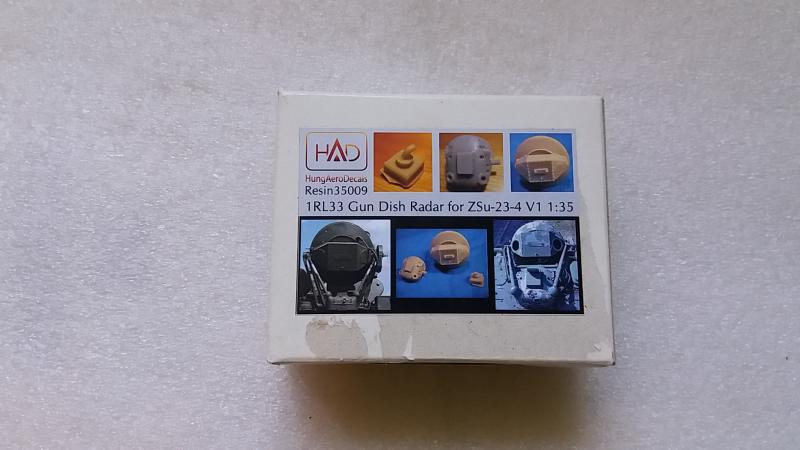 HAD
HungAeroDecals
Resin35009
1RL33 Gun Dish Radar for ZSu-23-4 V1 1:35